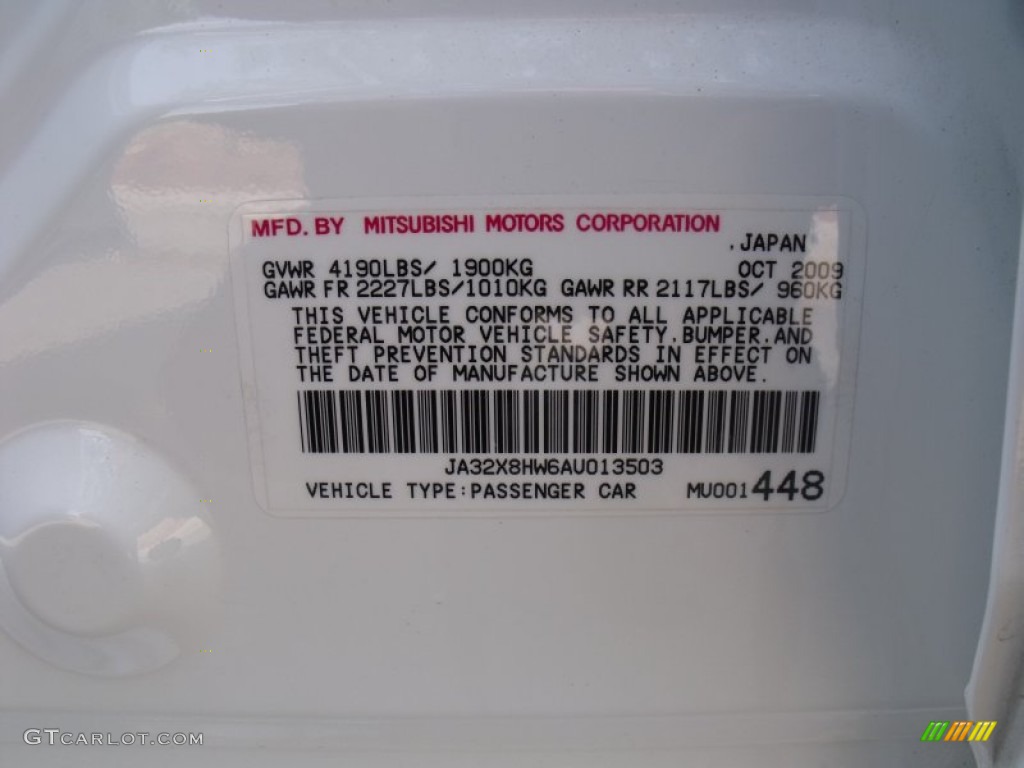 MFD. BY MITSUBISHI MOTORS CORPORATION
. JAPAN
GVWR 4190LBS/ 1900KG OCT 2009
GAWR FR 2227LBS/1010KG GAWR RR 2117LBS/ 960KG
THIS VEHICLE CONFORMS TO ALL APPLICABLE
FEDERAL MOTOR VEHICLE SAFETY, BUMPER, AND
THEFT PREVENTION STANDARDS IN EFFECT ON
THE DATE OF MANUFACTURE SHOWN ABOVE.
JA32X8HW6AU013503
VEHICLE TYPE: PASSENGER CAR MU001448
GTCARLOT.COM